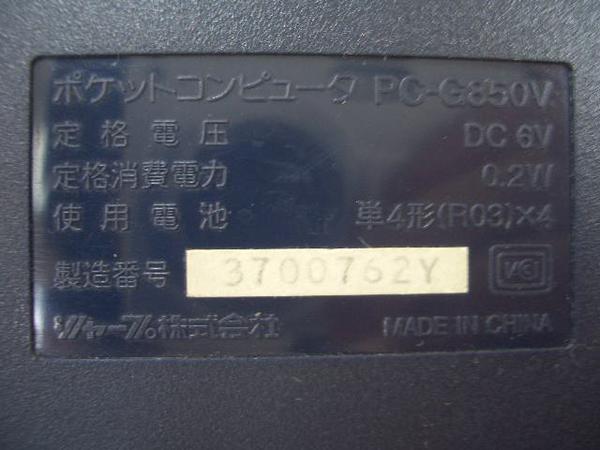 ポケットコンピュータ PC-G850V
定格電圧 DC 6V
定格消費電力 0.2W
使用電池 単4形(R03)×4
製造番号 3700762Y VCI
シャープ株式会社 MADE IN CHINA